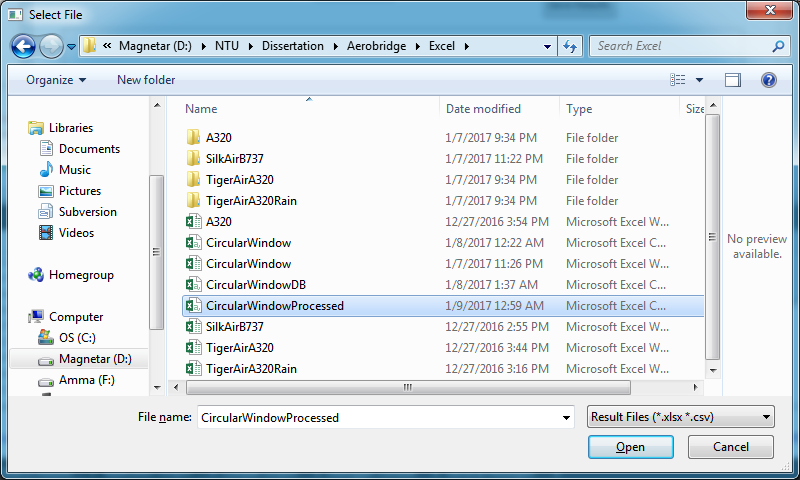 Select File
Magnetar (D:) NTU Dissertation Aerobridge Excel Search Excel
Organize New folder
Name Date modified Type Size
Libraries
Documents
Music
Pictures
Subversion
Videos
Homegroup
Computer
OS (C:)
Magnetar (D:)
Amma (F:)
A320 1/7/2017 9:34 PM File folder
SilkAirB737 1/7/2017 11:22 PM File folder
TigerAirA320 1/7/2017 9:34 PM File folder
TigerAirA320Rain 1/7/2017 9:34 PM File folder
A320 12/27/2016 3:54 PM Microsoft Excel W...
CircularWindow 1/8/2017 12:22 AM Microsoft Excel C...
CircularWindow 1/7/2017 11:26 PM Microsoft Excel W...
CircularWindowDB 1/8/2017 1:37 AM Microsoft Excel C...
CircularWindowProcessed 1/9/2017 12:59 AM Microsoft Excel C...
SilkAirB737 12/27/2016 2:55 PM Microsoft Excel W...
TigerAirA320 12/27/2016 3:44 PM Microsoft Excel W...
TigerAirA320Rain 12/27/2016 3:16 PM Microsoft Excel W...
No preview
available.
File name: CircularWindowProcessed Result Files (*.xlsx *.csv)
Open Cancel